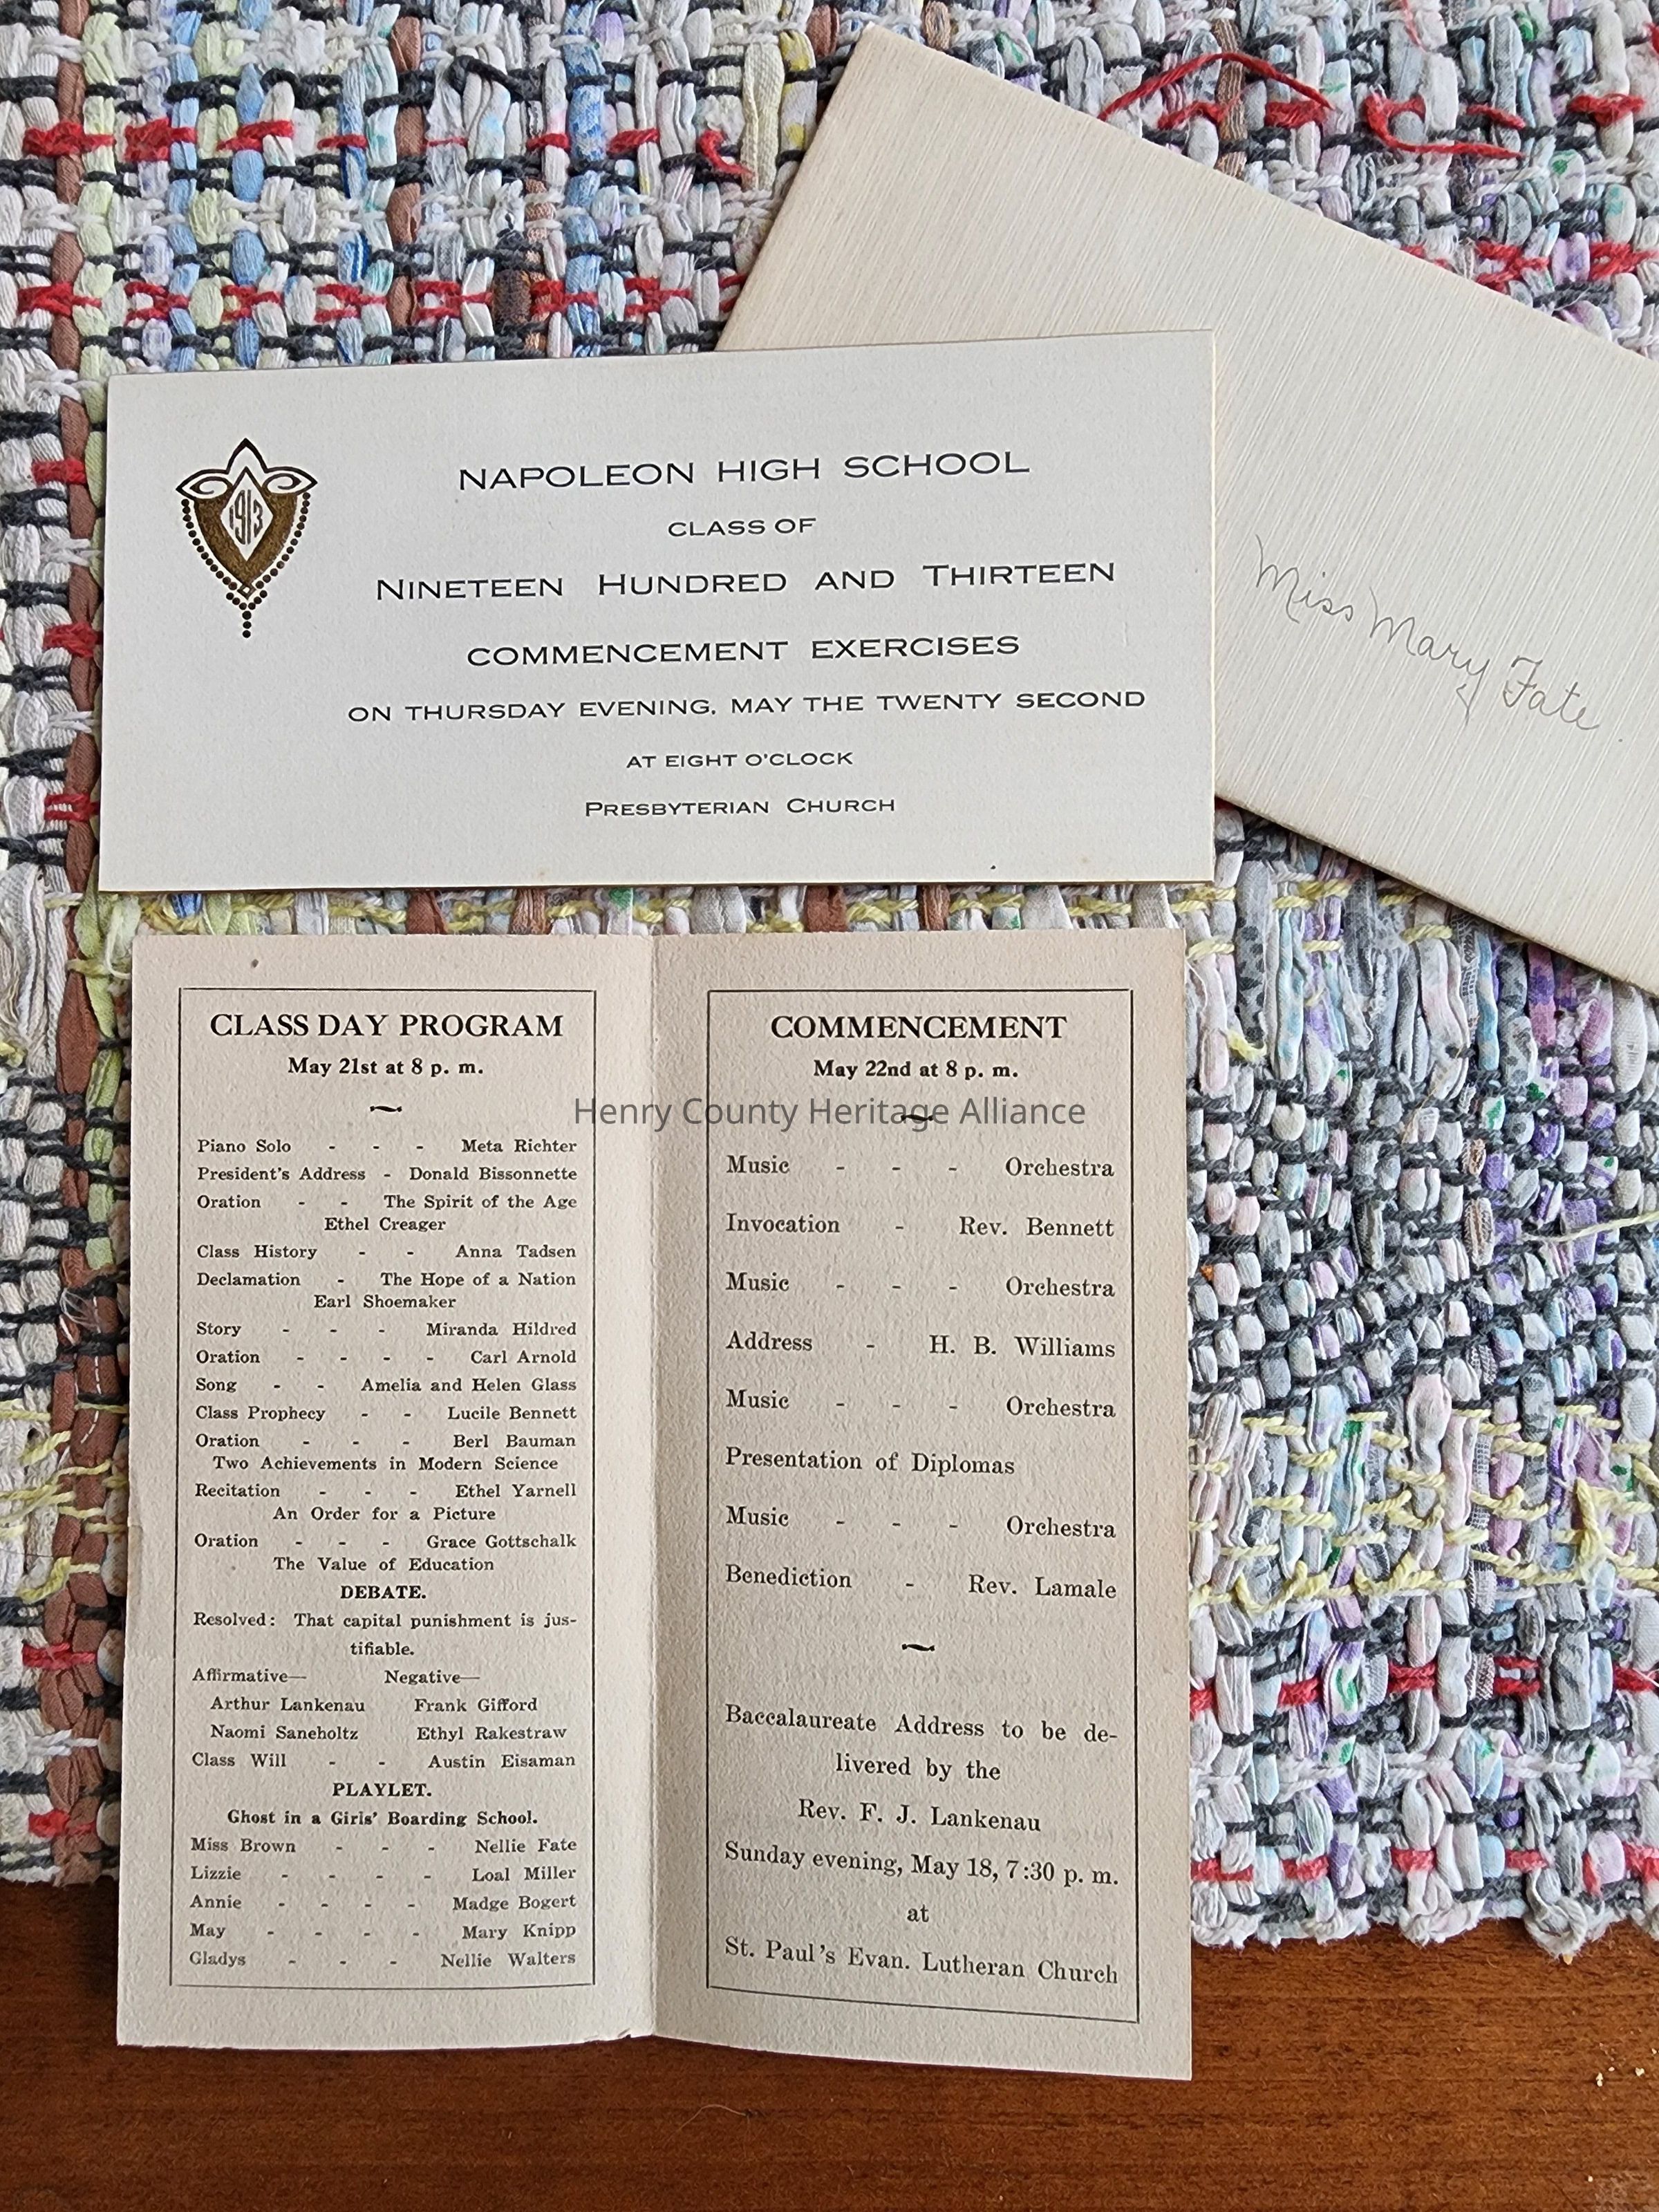 1913
NAPOLEON HIGH SCHOOL
CLASS OF
NINETEEN HUNDRED AND THIRTEEN
COMMENCEMENT EXERCISES
ON THURSDAY EVENING, MAY THE TWENTY SECOND
AT EIGHT O'CLOCK
PRESBYTERIAN CHURCH
Miss Mary Fate
CLASS DAY PROGRAM
May 21st at 8 p. m.
Piano Solo - - - Meta Richter
President's Address - Donald Bissonnette
Oration - - The Spirit of the Age
Ethel Creager
Class History - - Anna Tadsen
Declamation - The Hope of a Nation
Earl Shoemaker
Story - - - Miranda Hildred
Oration - - - - Carl Arnold
Song - - Amelia and Helen Glass
Class Prophecy - - Lucile Bennett
Oration - - - Berl Bauman
Two Achievements in Modern Science
Recitation - - - Ethel Yarnell
An Order for a Picture
Oration - - - Grace Gottschalk
The Value of Education
DEBATE.
Resolved: That capital punishment is jus-
tifiable.
Affirmative— Negative—
Arthur Lankenau Frank Gifford
Naomi Saneholtz Ethyl Rakestraw
Class Will - - Austin Eisaman
PLAYLET.
Ghost in a Girls' Boarding School.
Miss Brown - - - Nellie Fate
Lizzie - - - - Loal Miller
Annie - - - - Madge Bogert
May - - - - Mary Knipp
Gladys - - - Nellie Walters
COMMENCEMENT
May 22nd at 8 p. m.
Henry County Heritage Alliance
Music - - - Orchestra
Invocation - Rev. Bennett
Music - - - Orchestra
Address - H. B. Williams
Music - - - Orchestra
Presentation of Diplomas
Music - - - Orchestra
Benediction - Rev. Lamale
Baccalaureate Address to be de-
livered by the
Rev. F. J. Lankenau
Sunday evening, May 18, 7:30 p. m.
at
St. Paul's Evan. Lutheran Church